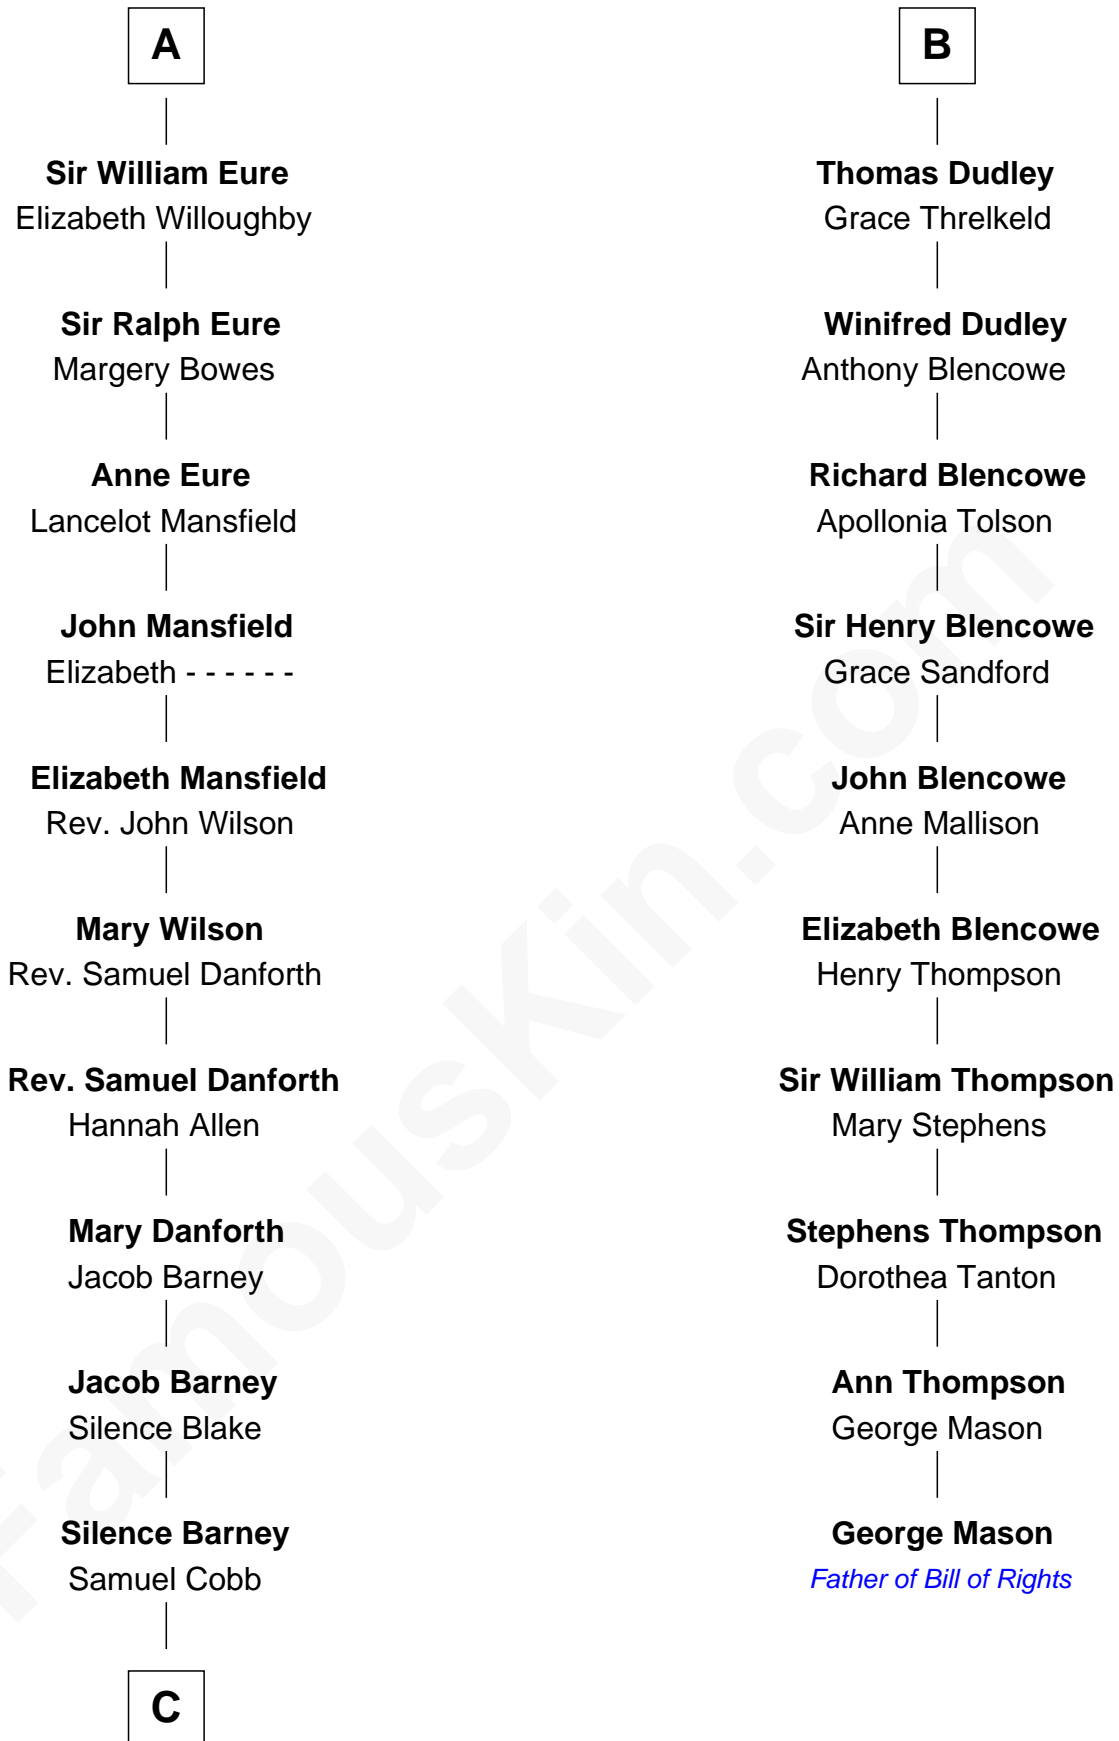 A
Sir William Eure
Elizabeth Willoughby
Sir Ralph Eure
Margery Bowes
Anne Eure
Lancelot Mansfield
John Mansfield
Elizabeth - - - - - -
Elizabeth Mansfield
Rev. John Wilson
Mary Wilson
Rev. Samuel Danforth
Rev. Samuel Danforth
Hannah Allen
Mary Danforth
Jacob Barney
Jacob Barney
Silence Blake
Silence Barney
Samuel Cobb
C
B
Thomas Dudley
Grace Threlkeld
Winifred Dudley
Anthony Blencowe
Richard Blencowe
Apollonia Tolson
Sir Henry Blencowe
Grace Sandford
John Blencowe
Anne Mallison
Elizabeth Blencowe
Henry Thompson
Sir William Thompson
Mary Stephens
Stephens Thompson
Dorothea Tanton
Ann Thompson
George Mason
George Mason
Father of Bill of Rights
FamousKin.com